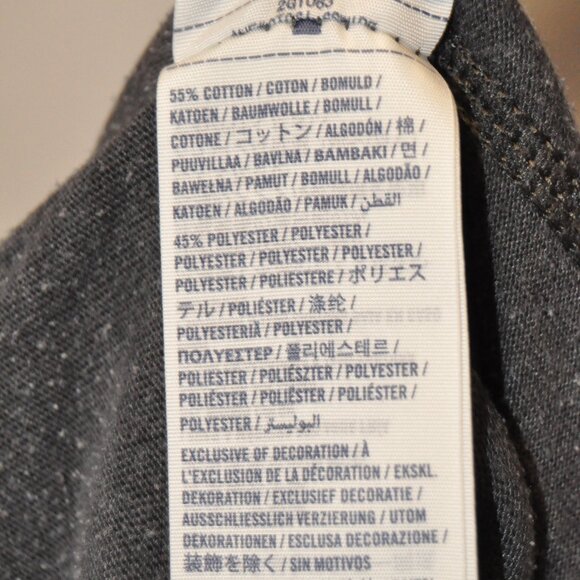 55% COTTON / COTON / BOMULD /
KATOEN / BAUMWOLLE / BOMULL /
COTONE / コットン / ALGODÓN / 棉 /
PUUVILLAA / BAVLNA / BAMBAKI / 면 /
BAWEŁNA / PAMUT / BOMULL / ALGODÃO /
KATOEN / ALGODÃO / PAMUK / القطن /
45% POLYESTER / POLYESTER /
POLYESTER / POLYESTER / POLYESTER /
POLYESTER / POLIESTERE / ポリエス
テル / POLIÉSTER / 涤纶 /
POLYESTERIÄ / POLYESTER /
ΠΟΛΥΕΣΤΕΡ / 폴리에스테르 /
POLIESTER / POLIÉSZTER / POLYESTER /
POLIÉSTER / POLIÉSTER / POLIESTER /
POLYESTER / البوليستر /
EXCLUSIVE OF DECORATION / À
L'EXCLUSION DE LA DÉCORATION / EKSKL.
DEKORATION / EXCLUSIEF DECORATIE /
AUSSCHLIESSLICH VERZIERUNG / UTOM
DEKORATIONEN / ESCLUSA DECORAZIONE /
装飾を除く / SIN MOTIVOS